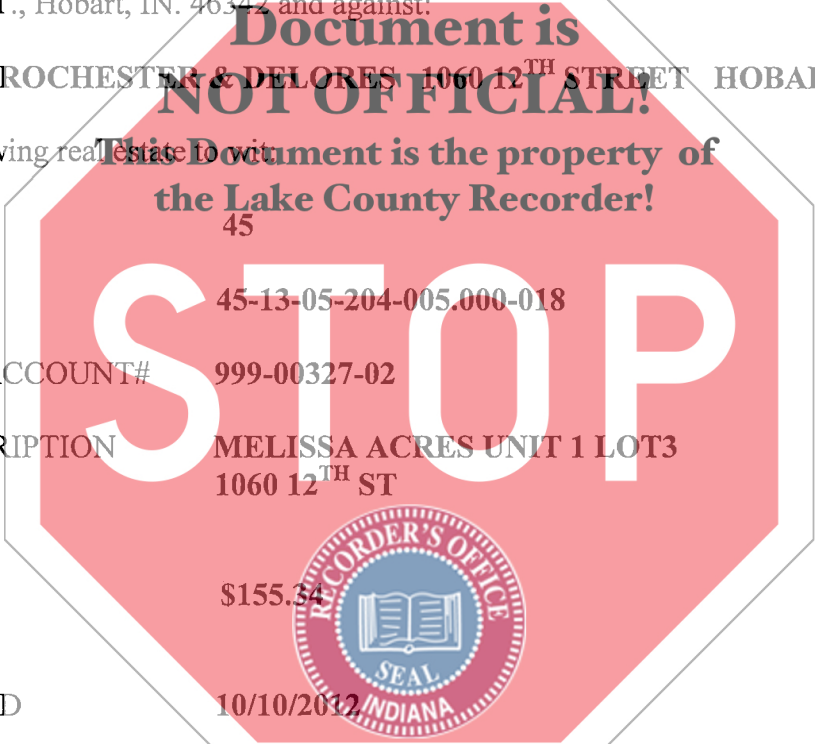 T., Hobart, IN. 46342 and against:
Document is
ROCHESTER & DELORES 1060 12TH STREET HOBA
NOT OFFICIAL!
ving real estate to wit:
This Document is the property of
the Lake County Recorder!
45
STOP
45-13-05-204-005.000-018
CCOUNT# 999-00327-02
RIPTION MELISSA ACRES UNIT 1 LOT3
1060 12TH ST
RECORDER'S OFFICE
$155.34
SEAL
INDIANA
D 10/10/2012